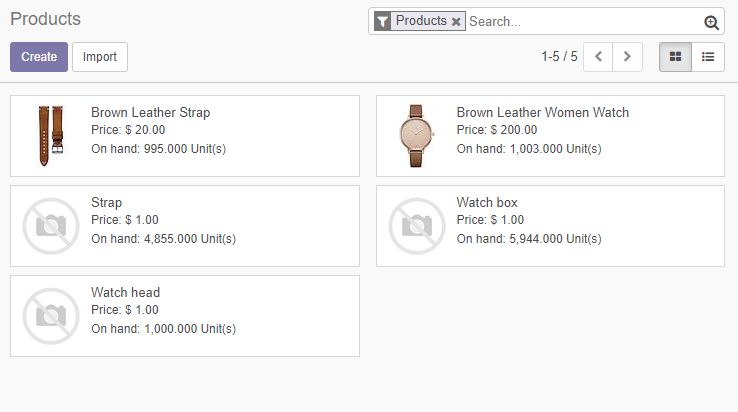 Products
Products × Search...
Create Import 1-5 / 5
Brown Leather Strap
Price: $ 20.00
On hand: 995.000 Unit(s)
Brown Leather Women Watch
Price: $ 200.00
On hand: 1,003.000 Unit(s)
Strap
Price: $ 1.00
On hand: 4,855.000 Unit(s)
Watch box
Price: $ 1.00
On hand: 5,944.000 Unit(s)
Watch head
Price: $ 1.00
On hand: 1,000.000 Unit(s)